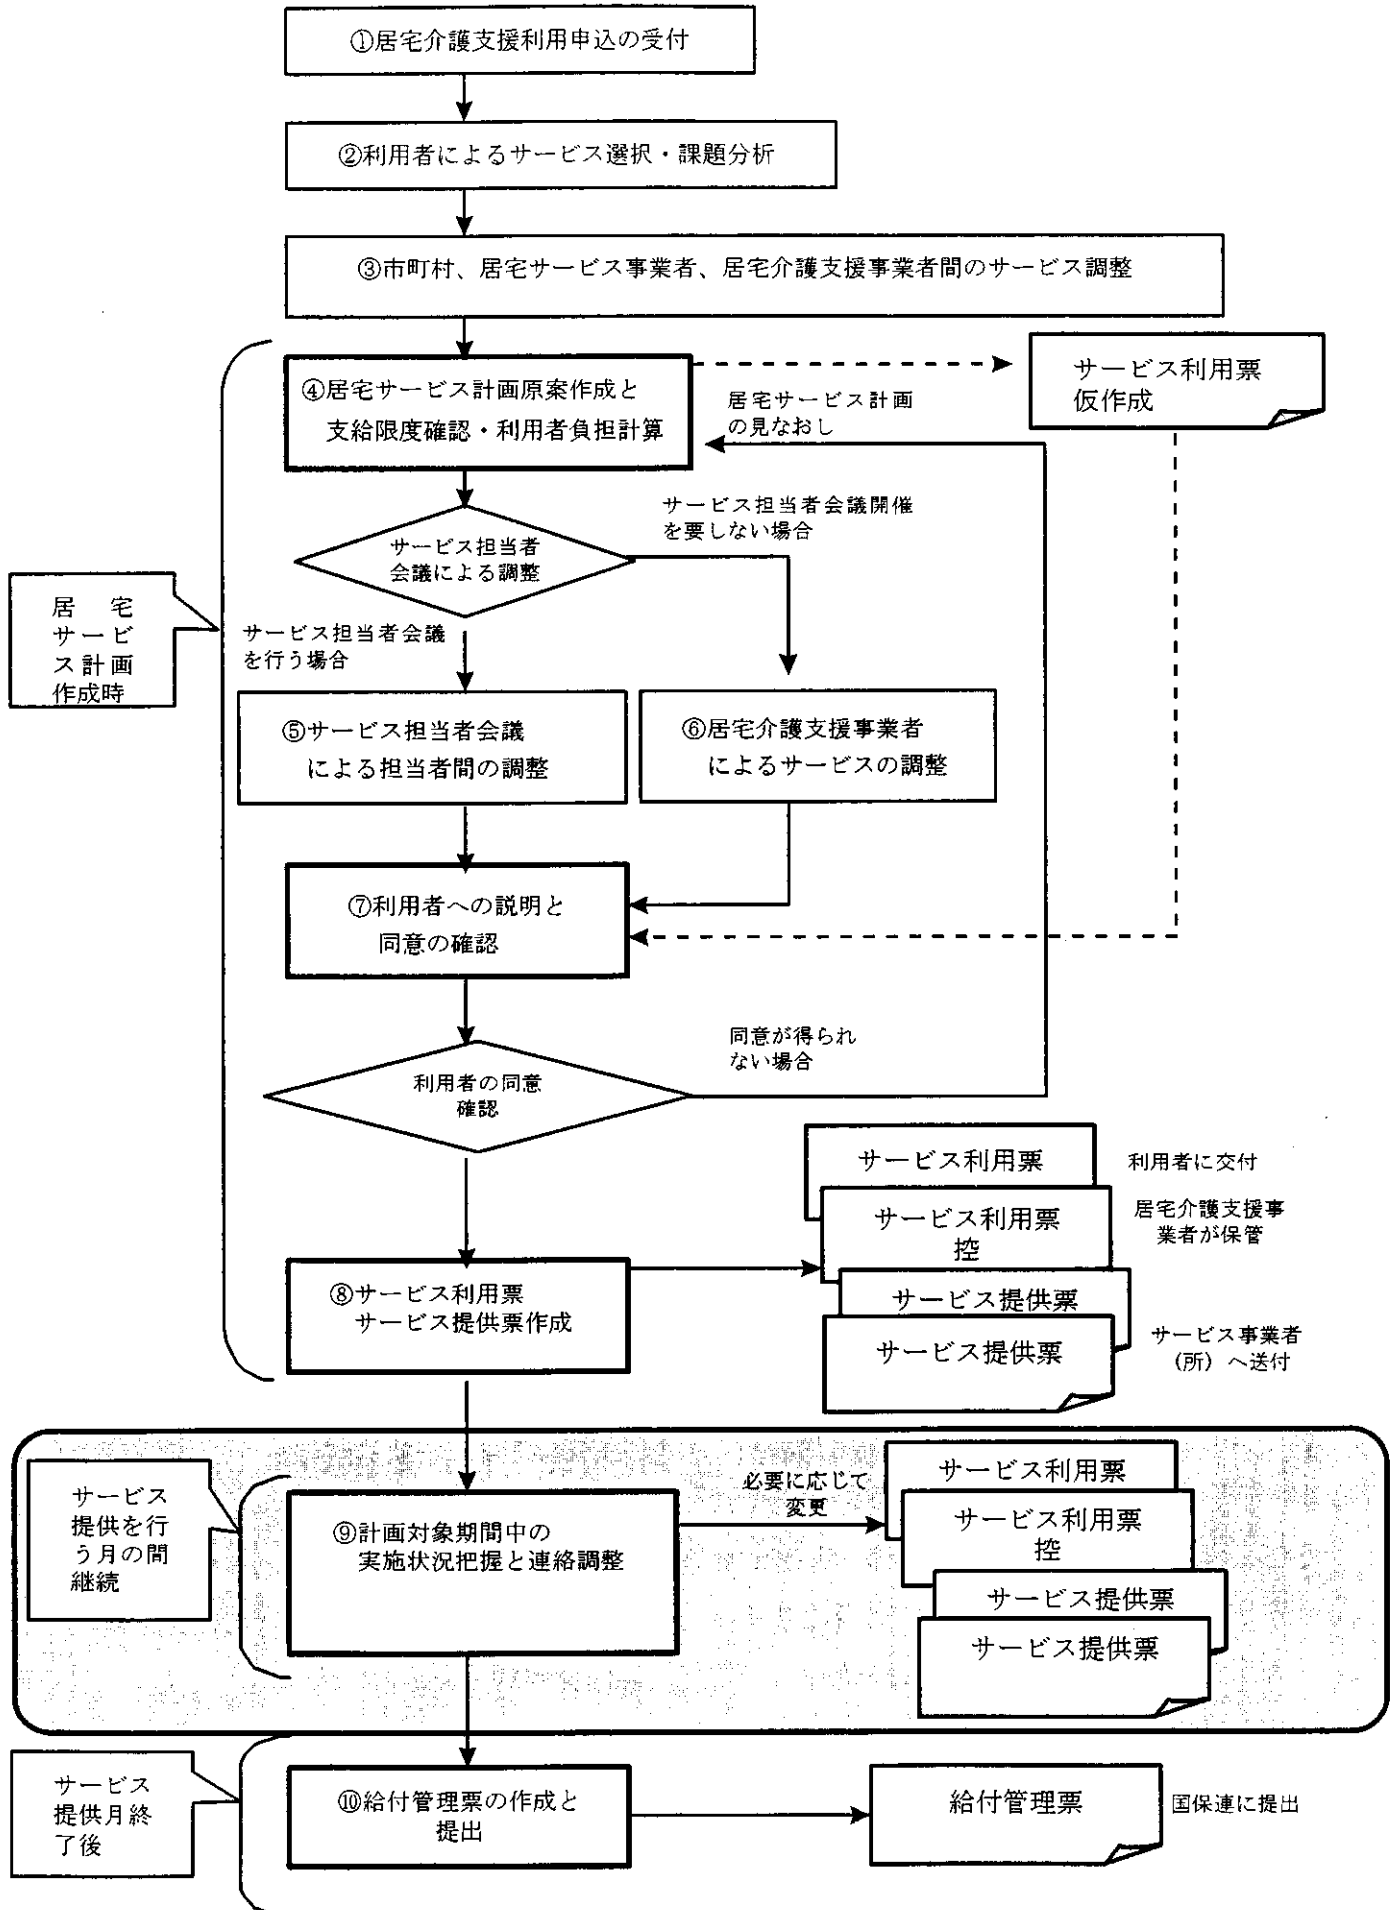 ①居宅介護支援利用申込の受付
②利用者によるサービス選択・課題分析
③市町村、居宅サービス事業者、居宅介護支援事業者間のサービス調整
④居宅サービス計画原案作成と
支給限度確認・利用者負担計算
サービス利用票
仮作成
居宅サービス計画
の見なおし
サービス担当者会議開催
を要しない場合
サービス担当者
会議による調整
居　宅
サービ
ス計画
作成時
サービス担当者会議
を行う場合
⑤サービス担当者会議
による担当者間の調整
⑥居宅介護支援事業者
によるサービスの調整
⑦利用者への説明と
同意の確認
同意が得られ
ない場合
利用者の同意
確認
サービス利用票
利用者に交付
サービス利用票
控
居宅介護支援事
業者が保管
⑧サービス利用票
サービス提供票作成
サービス提供票
サービス提供票
サービス事業者
（所）へ送付
サービス
提供を行
う月の間
継続
⑨計画対象期間中の
実施状況把握と連絡調整
必要に応じて
変更
サービス利用票
サービス利用票
控
サービス提供票
サービス提供票
サービス
提供月終
了後
⑩給付管理票の作成と
提出
給付管理票
国保連に提出